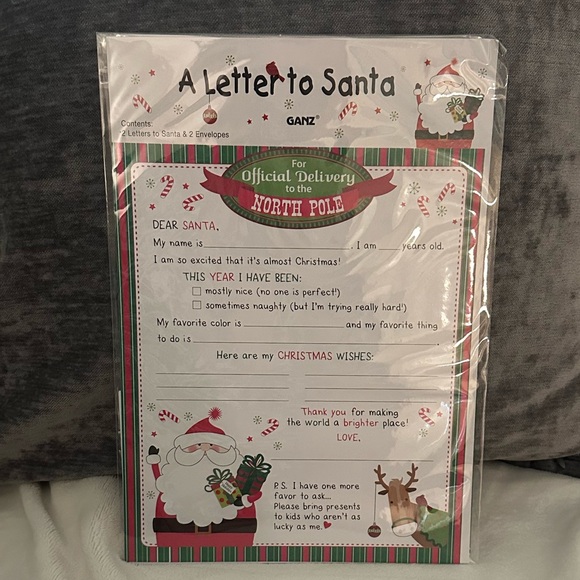 A Letter to Santa
GANZ®
Contents:
2 Letters to Santa & 2 Envelopes
For
Official Delivery
to the
NORTH POLE
DEAR SANTA,
My name is . I am years old.
I am so excited that it's almost Christmas!
THIS YEAR I HAVE BEEN:
mostly nice (no one is perfect!)
sometimes naughty (but I'm trying really hard!)
My favorite color is and my favorite thing
to do is .
Here are my CHRISTMAS WISHES:
Thank you for making
the world a brighter place!
LOVE,
P.S. I have one more
favor to ask...
Please bring presents
to kids who aren't as
lucky as me.